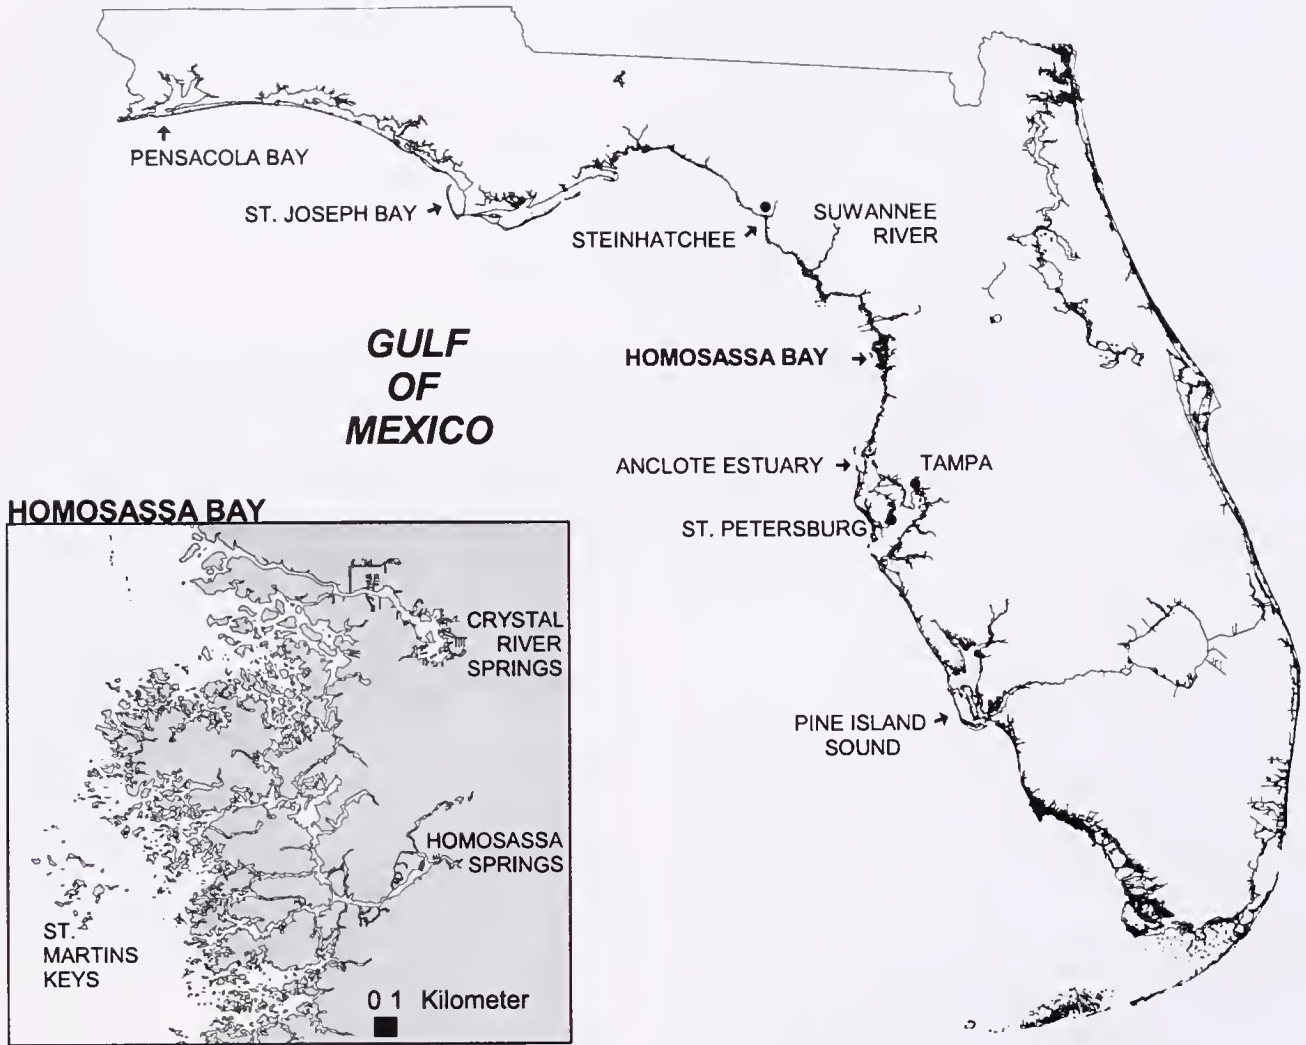 PENSACOLA BAY
ST. JOSEPH BAY
STEINHATCHEE
SUWANNEE
RIVER
GULF
OF
MEXICO
HOMOSASSA BAY
ANCLOTE ESTUARY
TAMPA
ST. PETERSBURG
PINE ISLAND
SOUND
HOMOSASSA BAY
CRYSTAL
RIVER
SPRINGS
HOMOSASSA
SPRINGS
ST.
MARTINS
KEYS
0 1 Kilometer